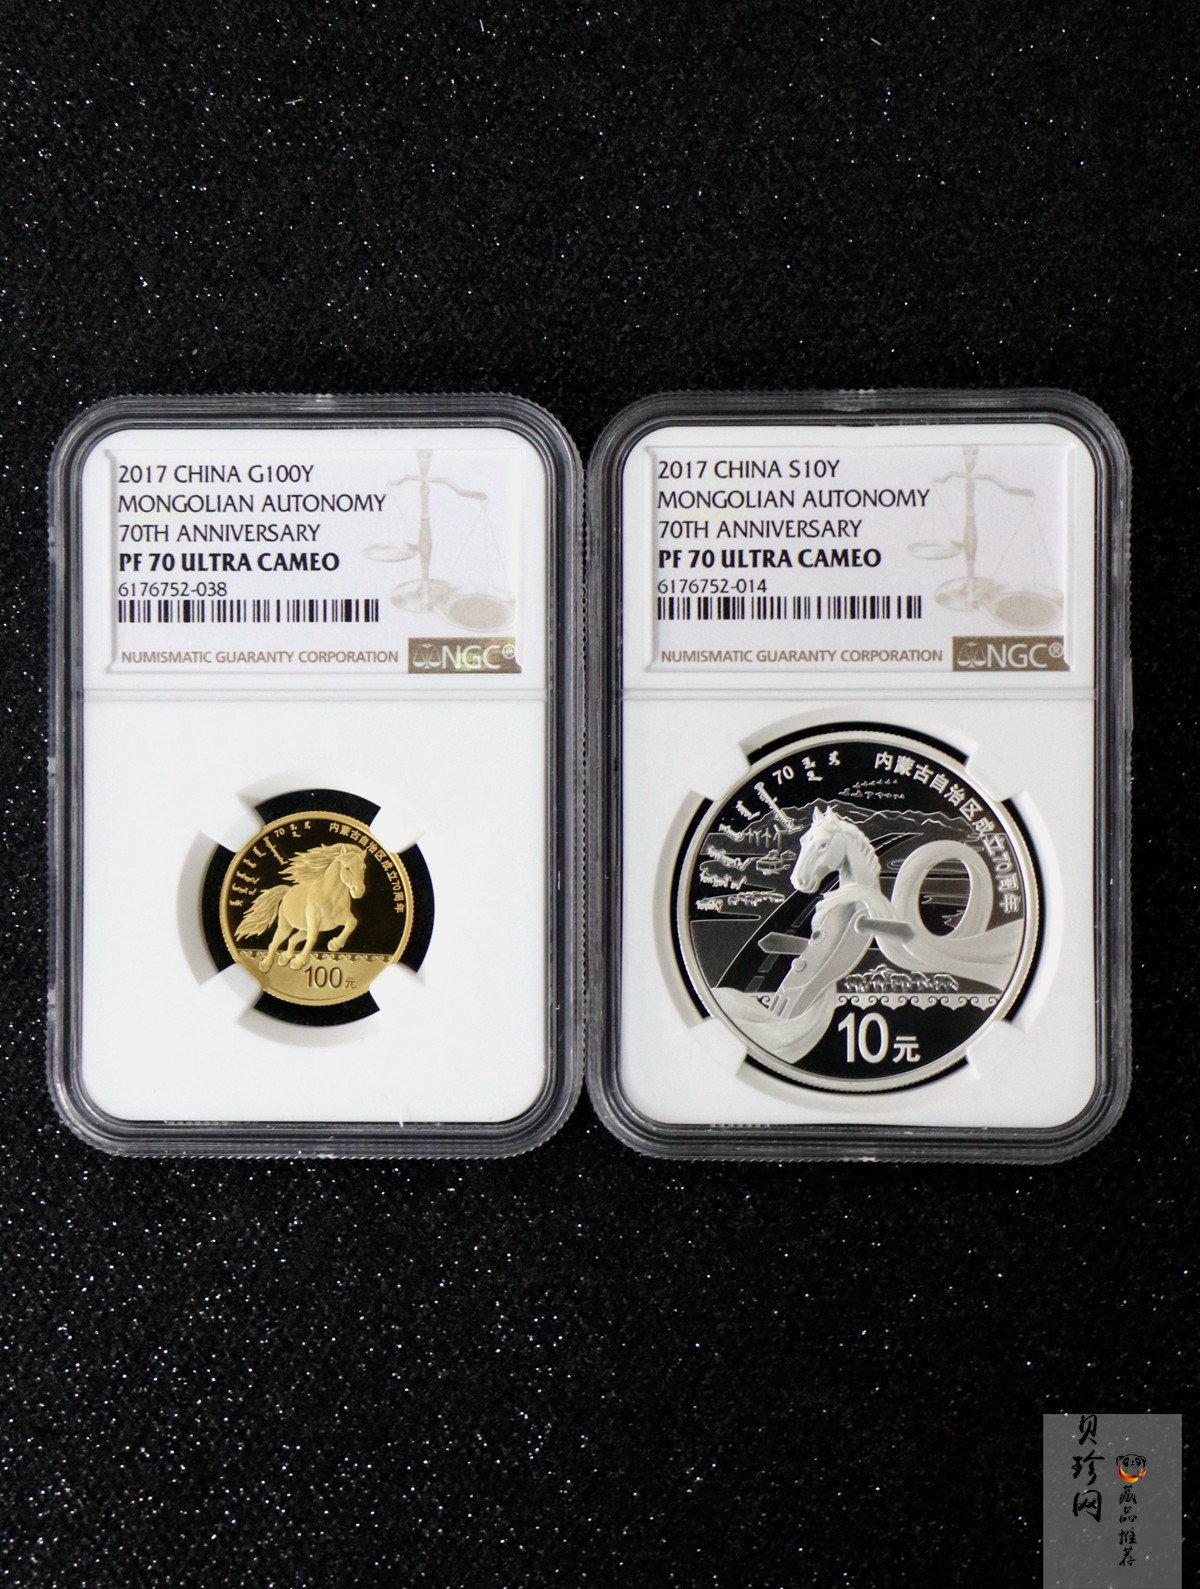 2017 CHINA G100Y
MONGOLIAN AUTONOMY
70TH ANNIVERSARY
PF 70 ULTRA CAMEO
6176752-038
NUMISMATIC GUARANTY CORPORATION
NGC®
70
内蒙古自治区成立70周年
100元
2017 CHINA S10Y
MONGOLIAN AUTONOMY
70TH ANNIVERSARY
PF 70 ULTRA CAMEO
6176752-014
NUMISMATIC GUARANTY CORPORATION
NGC®
70
内蒙古自治区成立70周年
10元
贝珍网
藏品推荐